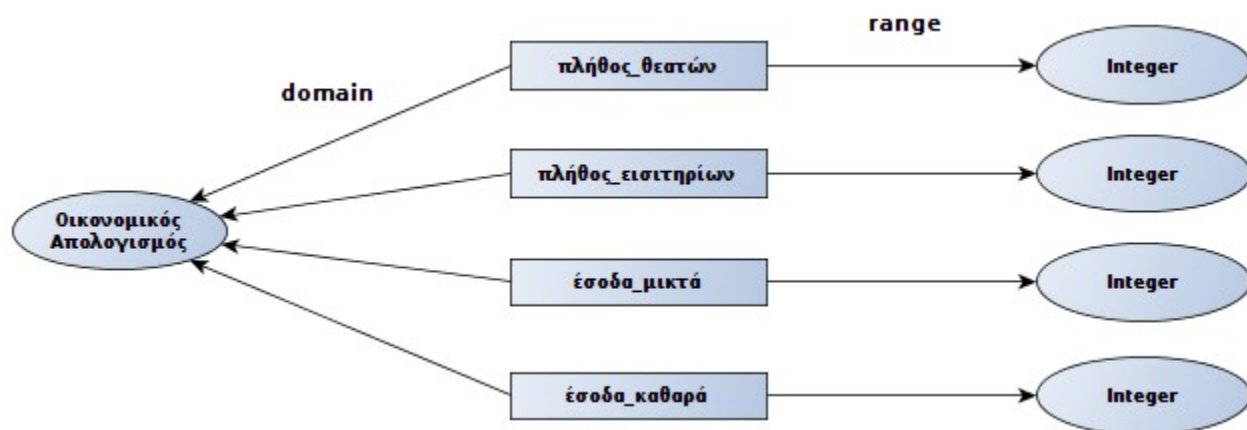 range
πλήθος_θεατών
Integer
domain
πλήθος_εισιτηρίων
Integer
Οικονομικός
Απολογισμός
έσοδα_μικτά
Integer
έσοδα_καθαρά
Integer